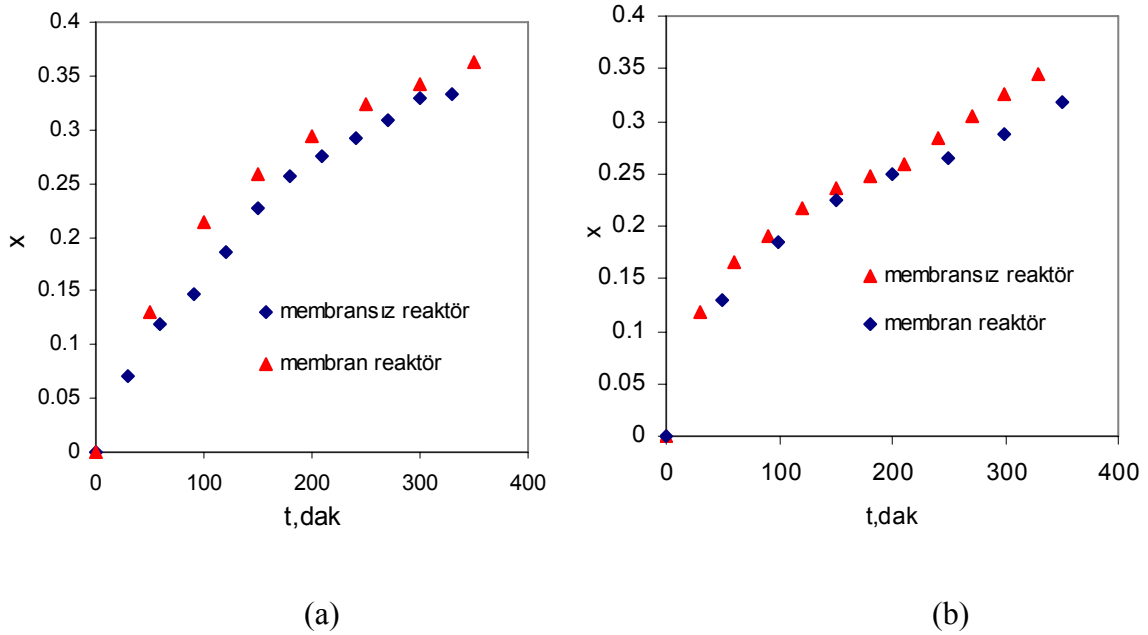 0.4
0.35
0.3
0.25
0.2
0.15
0.1
0.05
0
x
membransız reaktör
membran reaktör
0 100 200 300 400
t,dak
(a)
0.4
0.35
0.3
0.25
0.2
0.15
0.1
0.05
0
x
membransız reaktör
membran reaktör
0 100 200 300 400
t,dak
(b)